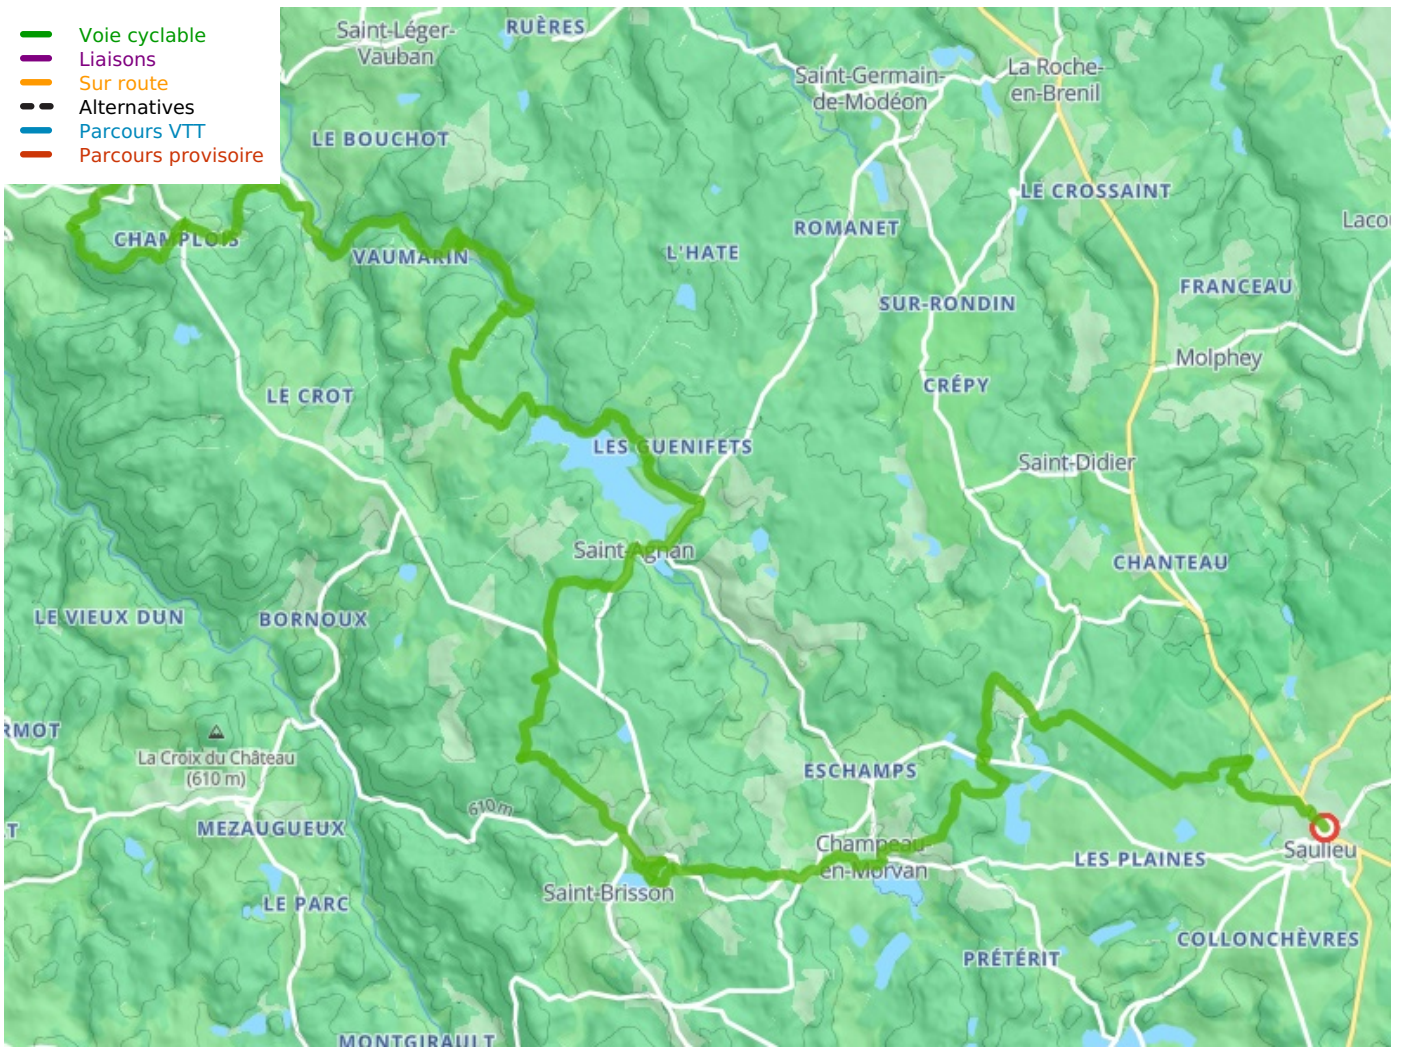 Voie cyclable
Liaisons
Sur route
Alternatives
Parcours VTT
Parcours provisoire
Saint-Léger-
Vauban
RUÈRES
Saint-Germain-
de-Modéon
La Roche-
en-Brenil
LE BOUCHOT
LE CROSSAINT
ROMANET
Lacou
CHAMPLOIS
VAUMARIN
L'HATE
FRANCEAU
SUR-RONDIN
Molphey
LE CROT
CRÉPY
LES GUENIFETS
Saint-Didier
Saint-Agnan
CHANTEAU
LE VIEUX DUN
BORNOUX
RMOT
La Croix du Château
(610 m)
ESCHAMPS
610 m
T
MEZAUGUEUX
Champeau-
en-Morvan
LES PLAINES
Saulieu
Saint-Brisson
LE PARC
COLLONCHÈVRES
PRÉTÉRIT
MONTGIRAULT